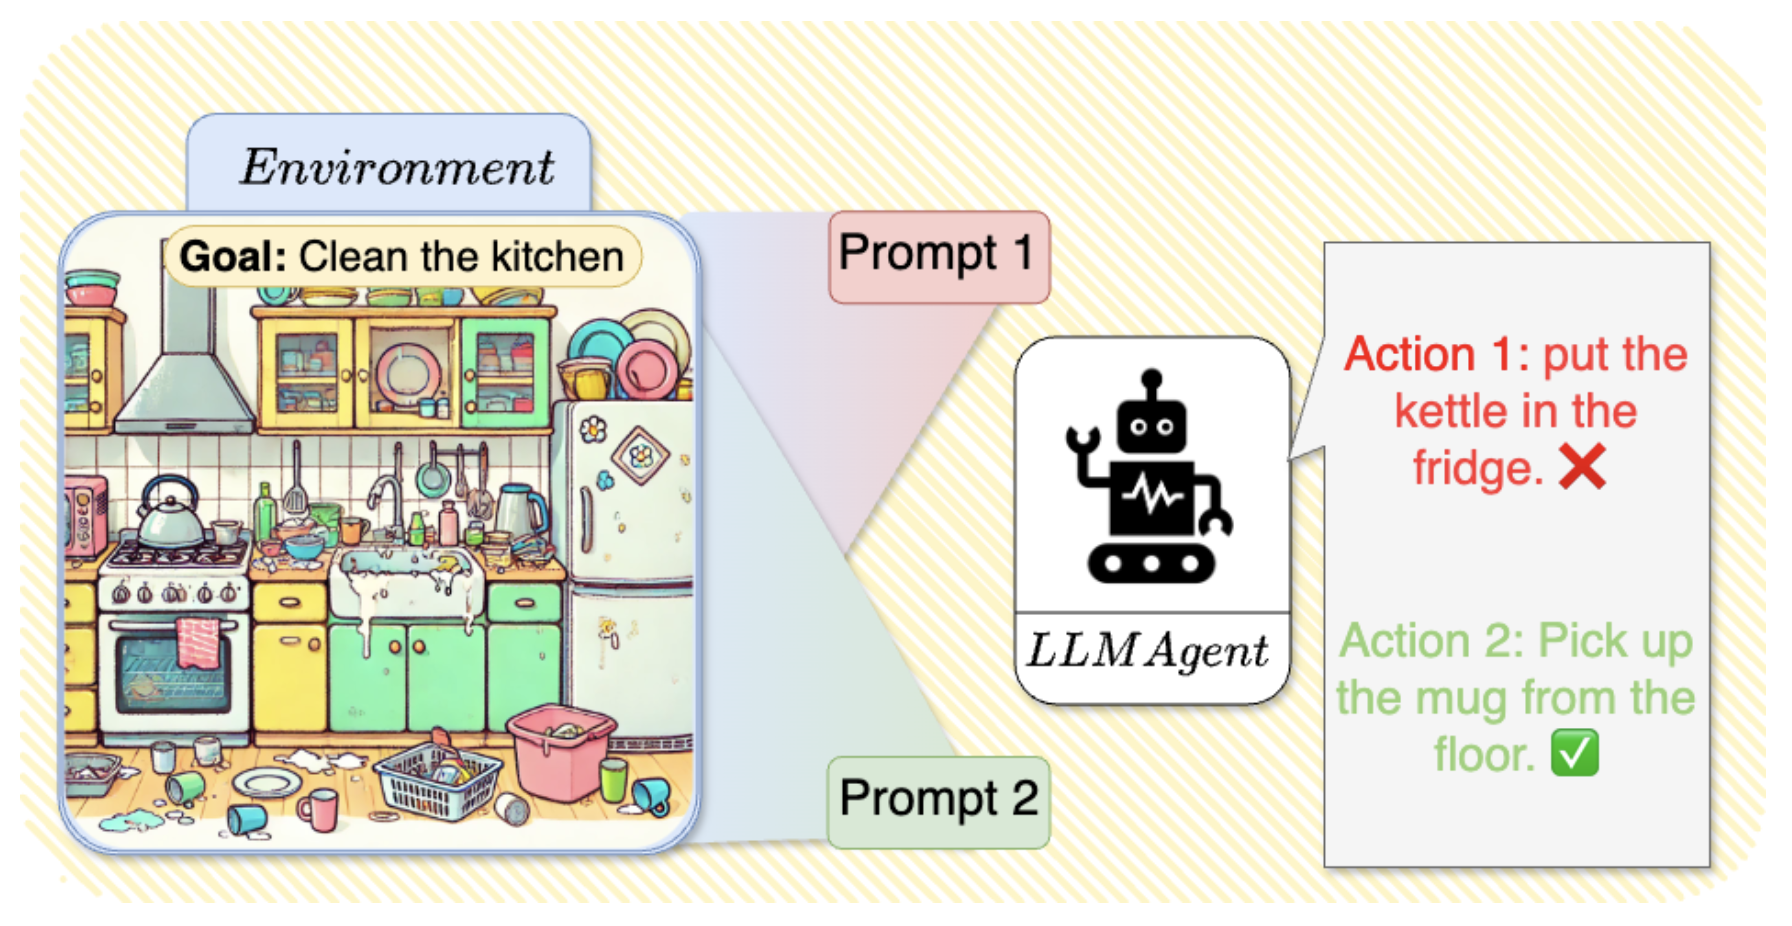 Environment
Goal: Clean the kitchen
Prompt 1
Action 1: put the
kettle in the
fridge. ❌
LLM Agent
Action 2: Pick up
the mug from the
floor. ✅
Prompt 2